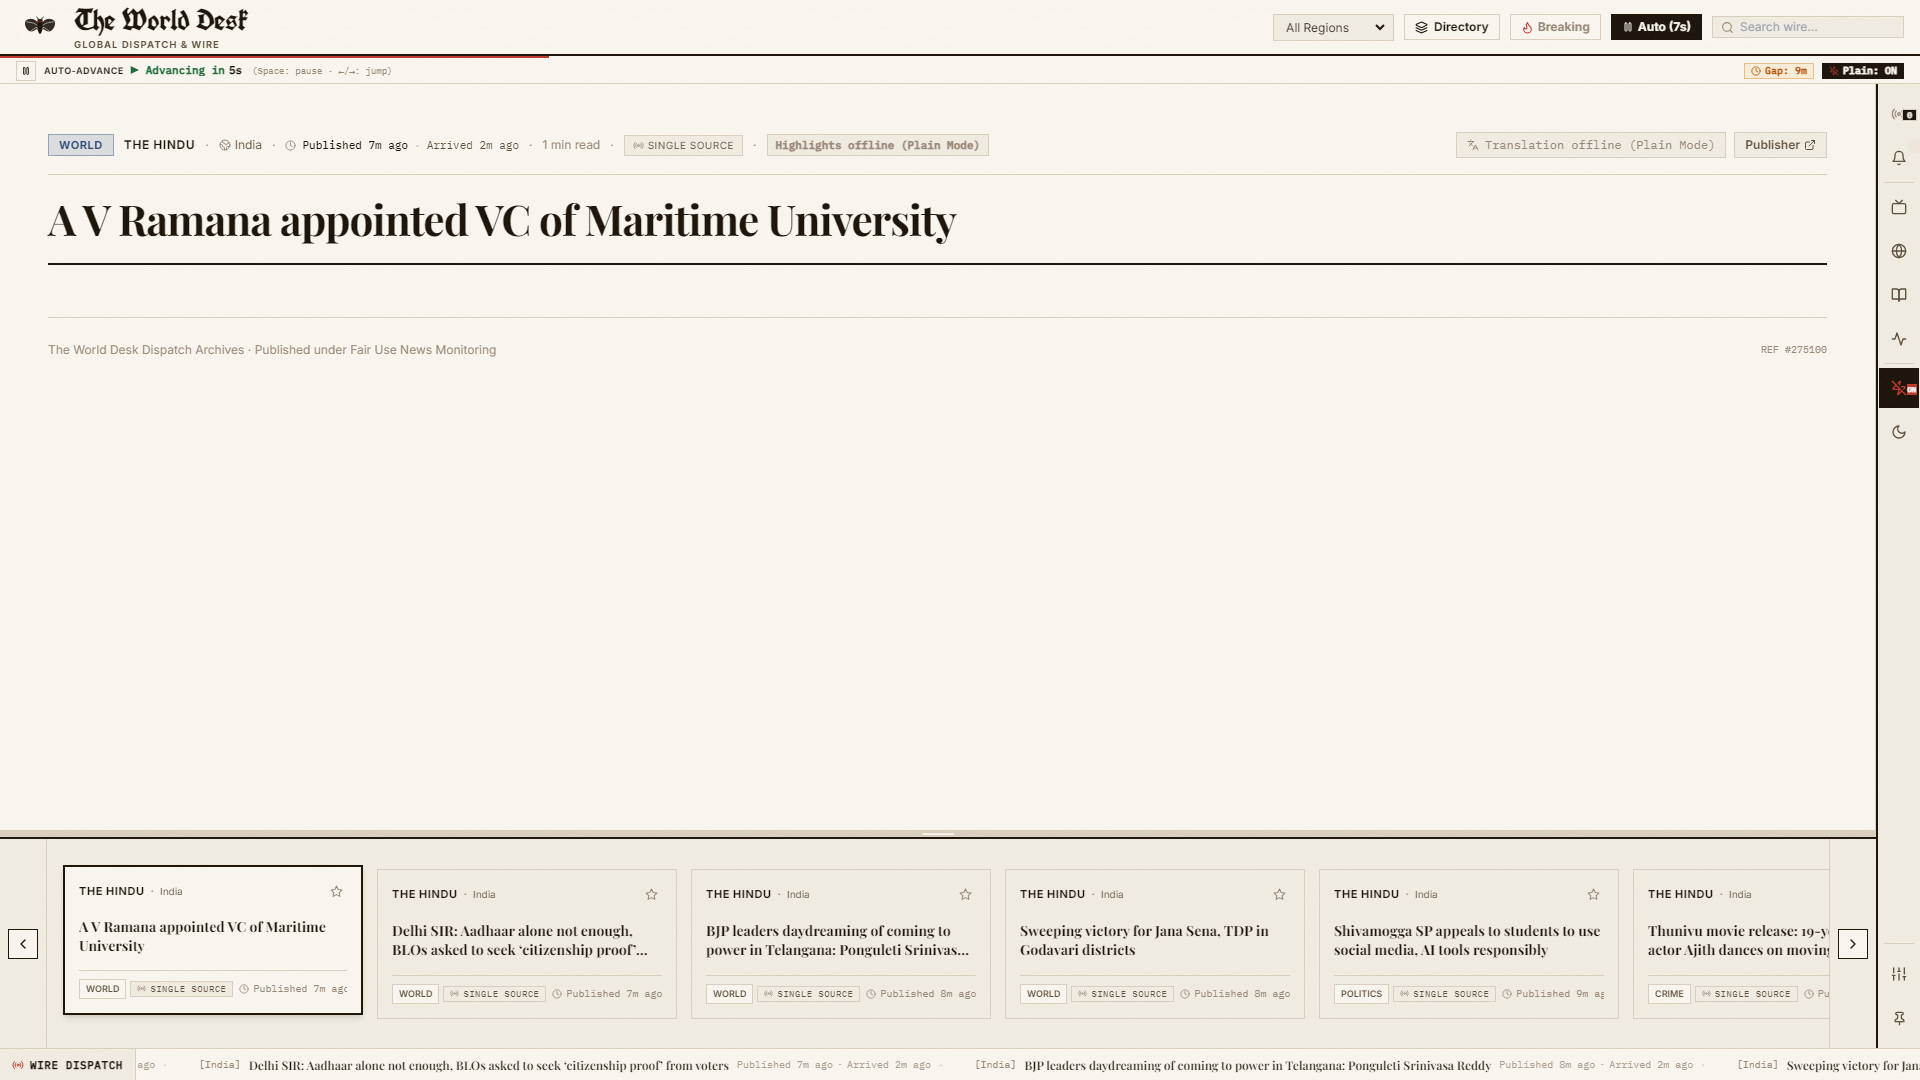 The World Desk
GLOBAL DISPATCH & WIRE
All Regions
Directory
Breaking
Auto (7s)
Search wire...
AUTO-ADVANCE ▶ Advancing in 5s (Space: pause · ←/→: jump)
Gap: 9m
Plain: ON
0
WORLD THE HINDU · India · Published 7m ago · Arrived 2m ago · 1 min read · SINGLE SOURCE · Highlights offline (Plain Mode)
Translation offline (Plain Mode)
Publisher
A V Ramana appointed VC of Maritime University
The World Desk Dispatch Archives · Published under Fair Use News Monitoring
REF #275100
ON
THE HINDU · India
A V Ramana appointed VC of Maritime
University
WORLD SINGLE SOURCE Published 7m ago
THE HINDU · India
Delhi SIR: Aadhaar alone not enough,
BLOs asked to seek ‘citizenship proof’...
WORLD SINGLE SOURCE Published 7m ago
THE HINDU · India
BJP leaders daydreaming of coming to
power in Telangana: Ponguleti Srinivas...
WORLD SINGLE SOURCE Published 8m ago
THE HINDU · India
Sweeping victory for Jana Sena, TDP in
Godavari districts
WORLD SINGLE SOURCE Published 8m ago
THE HINDU · India
Shivamogga SP appeals to students to use
social media, AI tools responsibly
POLITICS SINGLE SOURCE Published 9m ag
THE HINDU · India
Thunivu movie release: 19-y
actor Ajith dances on moving
CRIME SINGLE SOURCE Pu
WIRE DISPATCH
ago · [India] Delhi SIR: Aadhaar alone not enough, BLOs asked to seek ‘citizenship proof’ from voters Published 7m ago · Arrived 2m ago · [India] BJP leaders daydreaming of coming to power in Telangana: Ponguleti Srinivasa Reddy Published 8m ago · Arrived 2m ago · [India] Sweeping victory for Jan